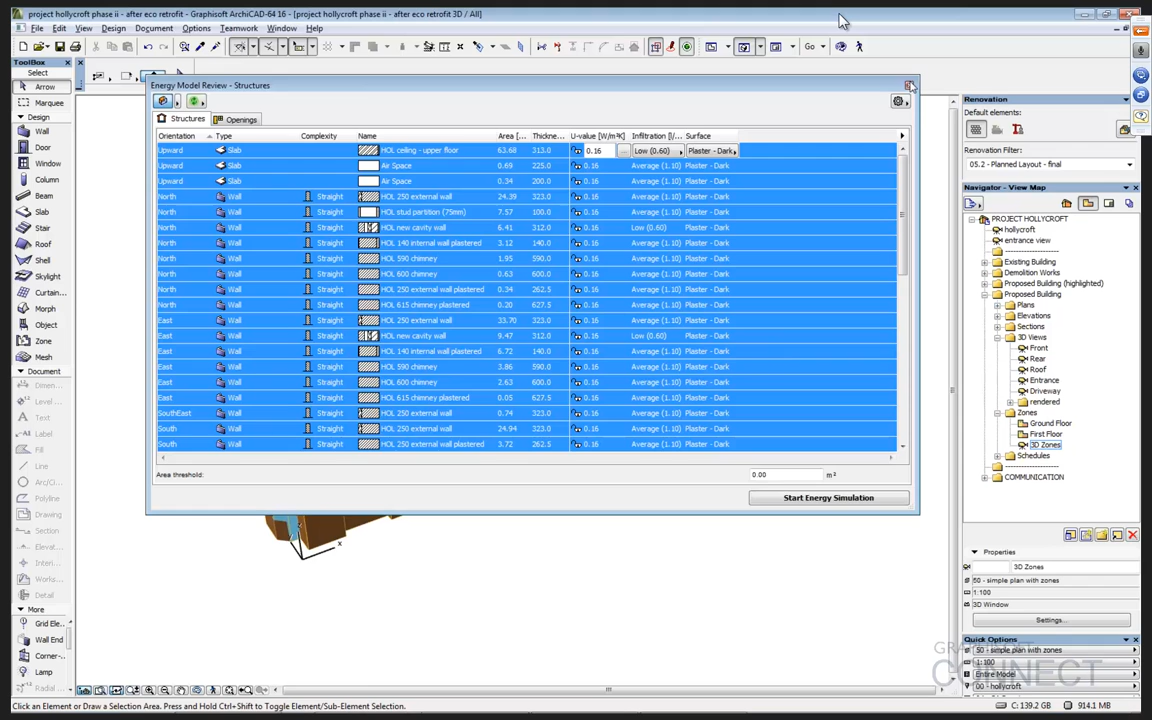 project hollycroft phase ii - after eco retrofit - Graphisoft ArchiCAD-64 16 - [project hollycroft phase ii - after eco retrofit 3D / All]
File Edit View Design Document Options Teamwork Window Help
Go
ToolBox
Select
Arrow
Marquee
Design
Wall
Door
Window
Column
Beam
Slab
Stair
Roof
Shell
Skylight
Curtain...
Morph
Object
Zone
Mesh
Document
Dimen...
Level...
Text
Label
Fill
Line
Arc/Ci...
Polyline
Drawing
Section
Elevat...
Interi...
Works...
Detail
More
Grid Ele...
Wall End
Corner-...
Lamp
Radial ...
Energy Model Review - Structures
Structures Openings
Orientation Type Complexity Name Area [... Thickne... U-value [W/m²K] Infiltration [l/... Surface
Upward Slab HOL ceiling - upper floor 63.68 313.0 0.16 ... Low (0.60) Plaster - Dark
Upward Slab Air Space 0.69 225.0 0.16 Average (1.10) Plaster - Dark
Upward Slab Air Space 0.34 200.0 0.16 Average (1.10) Plaster - Dark
North Wall Straight HOL 250 external wall 24.39 323.0 0.16 Average (1.10) Plaster - Dark
North Wall Straight HOL stud partition (75mm) 7.57 100.0 0.16 Average (1.10) Plaster - Dark
North Wall Straight HOL new cavity wall 6.41 312.0 0.16 Low (0.60) Plaster - Dark
North Wall Straight HOL 140 internal wall plastered 3.12 140.0 0.16 Average (1.10) Plaster - Dark
North Wall Straight HOL 590 chimney 1.95 590.0 0.16 Average (1.10) Plaster - Dark
North Wall Straight HOL 600 chimney 0.63 600.0 0.16 Average (1.10) Plaster - Dark
North Wall Straight HOL 250 external wall plastered 0.34 262.5 0.16 Average (1.10) Plaster - Dark
North Wall Straight HOL 615 chimney plastered 0.20 627.5 0.16 Average (1.10) Plaster - Dark
East Wall Straight HOL 250 external wall 33.70 323.0 0.16 Average (1.10) Plaster - Dark
East Wall Straight HOL new cavity wall 9.47 312.0 0.16 Low (0.60) Plaster - Dark
East Wall Straight HOL 140 internal wall plastered 6.72 140.0 0.16 Average (1.10) Plaster - Dark
East Wall Straight HOL 590 chimney 3.86 590.0 0.16 Average (1.10) Plaster - Dark
East Wall Straight HOL 600 chimney 2.63 600.0 0.16 Average (1.10) Plaster - Dark
East Wall Straight HOL 615 chimney plastered 0.05 627.5 0.16 Average (1.10) Plaster - Dark
SouthEast Wall Straight HOL 250 external wall 0.74 323.0 0.16 Average (1.10) Plaster - Dark
South Wall Straight HOL 250 external wall 24.94 323.0 0.16 Average (1.10) Plaster - Dark
South Wall Straight HOL 250 external wall plastered 3.72 262.5 0.16 Average (1.10) Plaster - Dark
Area threshold: 0.00 m²
Start Energy Simulation
x
Renovation
Default elements:
Renovation Filter:
05.2 - Planned Layout - final
Navigator - View Map
PROJECT HOLLYCROFT
hollycroft
entrance view
--------------------
Existing Building
Demolition Works
Proposed Building (highlighted)
Proposed Building
Plans
Elevations
Sections
3D Views
Front
Rear
Roof
Entrance
Driveway
rendered
Zones
Ground Floor
First Floor
3D Zones
Schedules
--------------------
COMMUNICATION
Properties
3D Zones
50 - simple plan with zones
1:100
3D Window
Settings...
Quick Options
50 - simple plan with zones
1:100
Entire Model
00 - hollycroft
GRAPHISOFT
CONNECT
Click an Element or Draw a Selection Area. Press and Hold Ctrl+Shift to Toggle Element/Sub-Element Selection.
C: 139.2 GB 914.1 MB